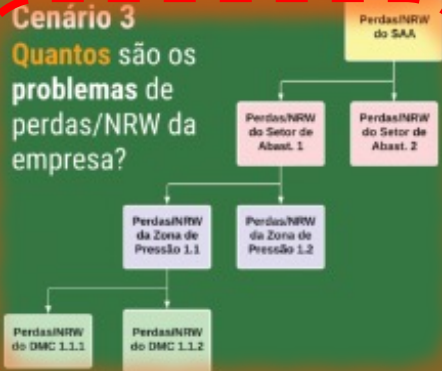 Cenário 3
Quantos são os
problemas de
perdas/NRW da
empresa?
Perdas/NRW
do SAA
Perdas/NRW
do Setor de
Abast. 1
Perdas/NRW
do Setor de
Abast. 2
Perdas/NRW
da Zona de
Pressão 1.1
Perdas/NRW
da Zona de
Pressão 1.2
Perdas/NRW
do DMC 1.1.1
Perdas/NRW
do DMC 1.1.2